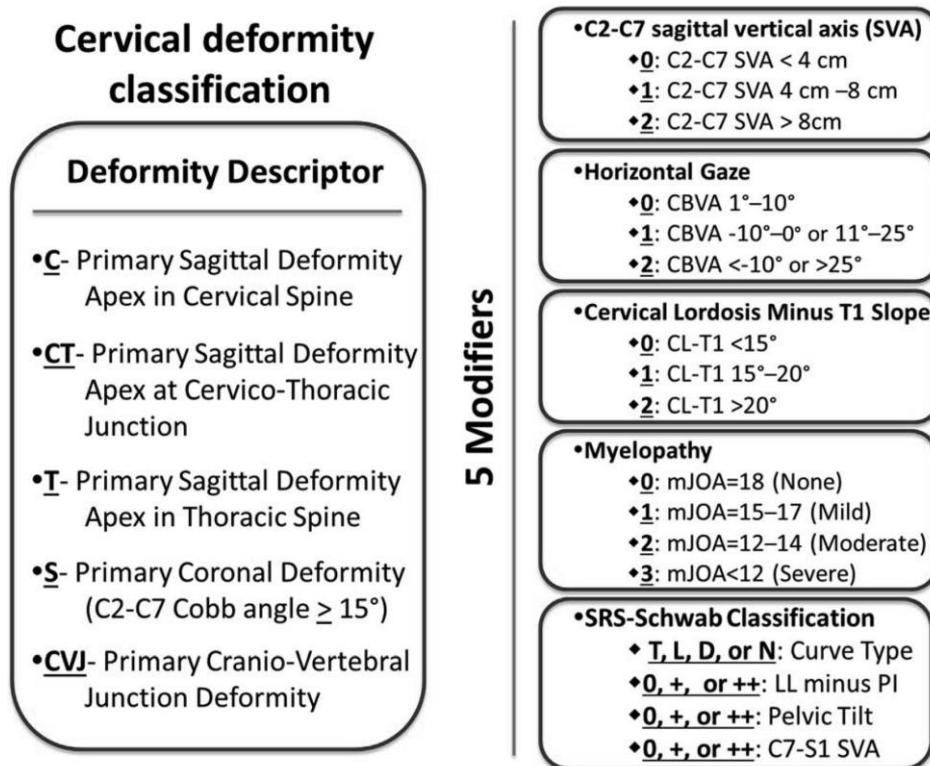 Cervical deformity
classification
Deformity Descriptor
•C- Primary Sagittal Deformity
Apex in Cervical Spine
•CT- Primary Sagittal Deformity
Apex at Cervico-Thoracic
Junction
•T- Primary Sagittal Deformity
Apex in Thoracic Spine
•S- Primary Coronal Deformity
(C2-C7 Cobb angle ≥ 15°)
•CVJ- Primary Cranio-Vertebral
Junction Deformity
5 Modifiers
•C2-C7 sagittal vertical axis (SVA)
◆0: C2-C7 SVA < 4 cm
◆1: C2-C7 SVA 4 cm –8 cm
◆2: C2-C7 SVA > 8cm
•Horizontal Gaze
◆0: CBVA 1°–10°
◆1: CBVA -10°–0° or 11°–25°
◆2: CBVA <-10° or >25°
•Cervical Lordosis Minus T1 Slope
◆0: CL-T1 <15°
◆1: CL-T1 15°–20°
◆2: CL-T1 >20°
•Myelopathy
◆0: mJOA=18 (None)
◆1: mJOA=15–17 (Mild)
◆2: mJOA=12–14 (Moderate)
◆3: mJOA<12 (Severe)
•SRS-Schwab Classification
◆ T, L, D, or N: Curve Type
◆0, +, or ++: LL minus PI
◆0, +, or ++: Pelvic Tilt
◆0, +, or ++: C7-S1 SVA